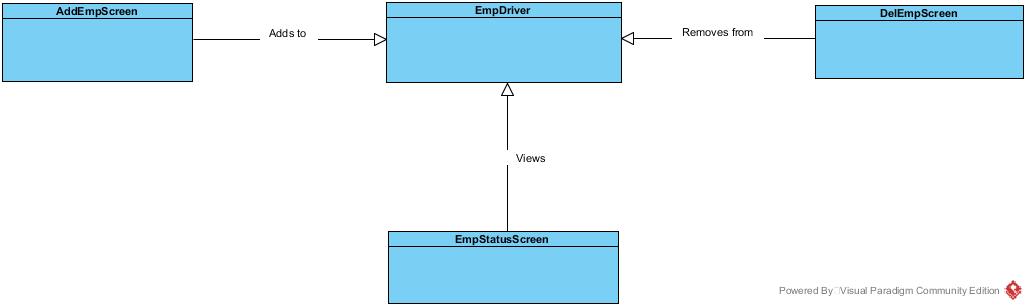 AddEmpScreen
EmpDriver
DelEmpScreen
Adds to
Removes from
Views
EmpStatusScreen
Powered By Visual Paradigm Community Edition